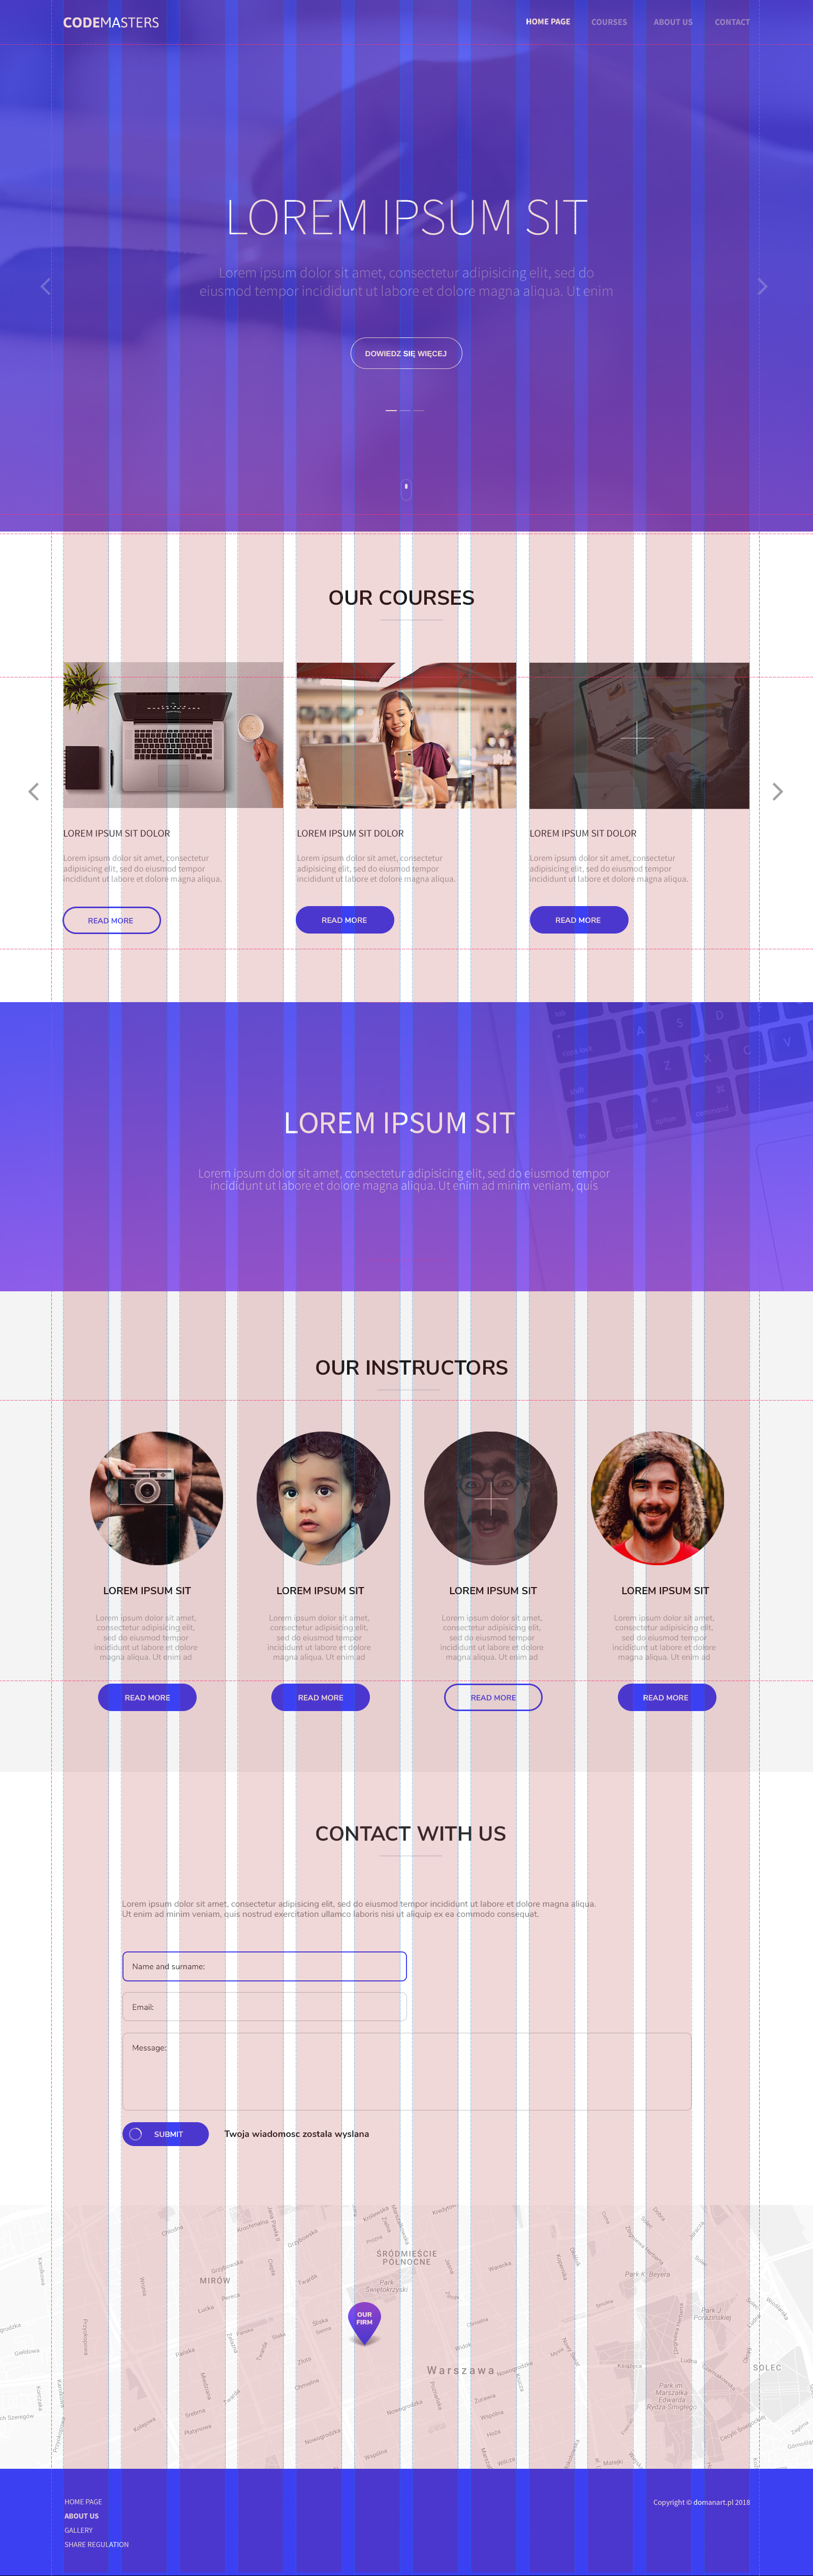 CODEMASTERS
HOME PAGE
COURSES
ABOUT US
CONTACT
LOREM IPSUM SIT
Lorem ipsum dolor sit amet, consectetur adipisicing elit, sed do
eiusmod tempor incididunt ut labore et dolore magna aliqua. Ut enim
DOWIEDZ SIĘ WIĘCEJ
OUR COURSES
LOREM IPSUM SIT DOLOR
Lorem ipsum dolor sit amet, consectetur
adipisicing elit, sed do eiusmod tempor
incididunt ut labore et dolore magna aliqua.
READ MORE
LOREM IPSUM SIT DOLOR
Lorem ipsum dolor sit amet, consectetur
adipisicing elit, sed do eiusmod tempor
incididunt ut labore et dolore magna aliqua.
READ MORE
LOREM IPSUM SIT DOLOR
Lorem ipsum dolor sit amet, consectetur
adipisicing elit, sed do eiusmod tempor
incididunt ut labore et dolore magna aliqua.
READ MORE
LOREM IPSUM SIT
Lorem ipsum dolor sit amet, consectetur adipisicing elit, sed do eiusmod tempor
incididunt ut labore et dolore magna aliqua. Ut enim ad minim veniam, quis
OUR INSTRUCTORS
LOREM IPSUM SIT
Lorem ipsum dolor sit amet,
consectetur adipisicing elit,
sed do eiusmod tempor
incididunt ut labore et dolore
magna aliqua. Ut enim ad
READ MORE
LOREM IPSUM SIT
Lorem ipsum dolor sit amet,
consectetur adipisicing elit,
sed do eiusmod tempor
incididunt ut labore et dolore
magna aliqua. Ut enim ad
READ MORE
LOREM IPSUM SIT
Lorem ipsum dolor sit amet,
consectetur adipisicing elit,
sed do eiusmod tempor
incididunt ut labore et dolore
magna aliqua. Ut enim ad
READ MORE
LOREM IPSUM SIT
Lorem ipsum dolor sit amet,
consectetur adipisicing elit,
sed do eiusmod tempor
incididunt ut labore et dolore
magna aliqua. Ut enim ad
READ MORE
CONTACT WITH US
Lorem ipsum dolor sit amet, consectetur adipisicing elit, sed do eiusmod tempor incididunt ut labore et dolore magna aliqua.
Ut enim ad minim veniam, quis nostrud exercitation ullamco laboris nisi ut aliquip ex ea commodo consequat.
Name and surname:
Email:
Message:
SUBMIT
Twoja wiadomosc zostala wyslana
ŚRÓDMIEŚCIE
PÓŁNOCNE
MIRÓW
Park
Świętokrzyski
Park K. Beyera
OUR
FIRM
Warszawa
SOLEC
Park im.
Marszałka
Edwarda
Rydza-Śmigłego
HOME PAGE
ABOUT US
GALLERY
SHARE REGULATION
Copyright © domanart.pl 2018